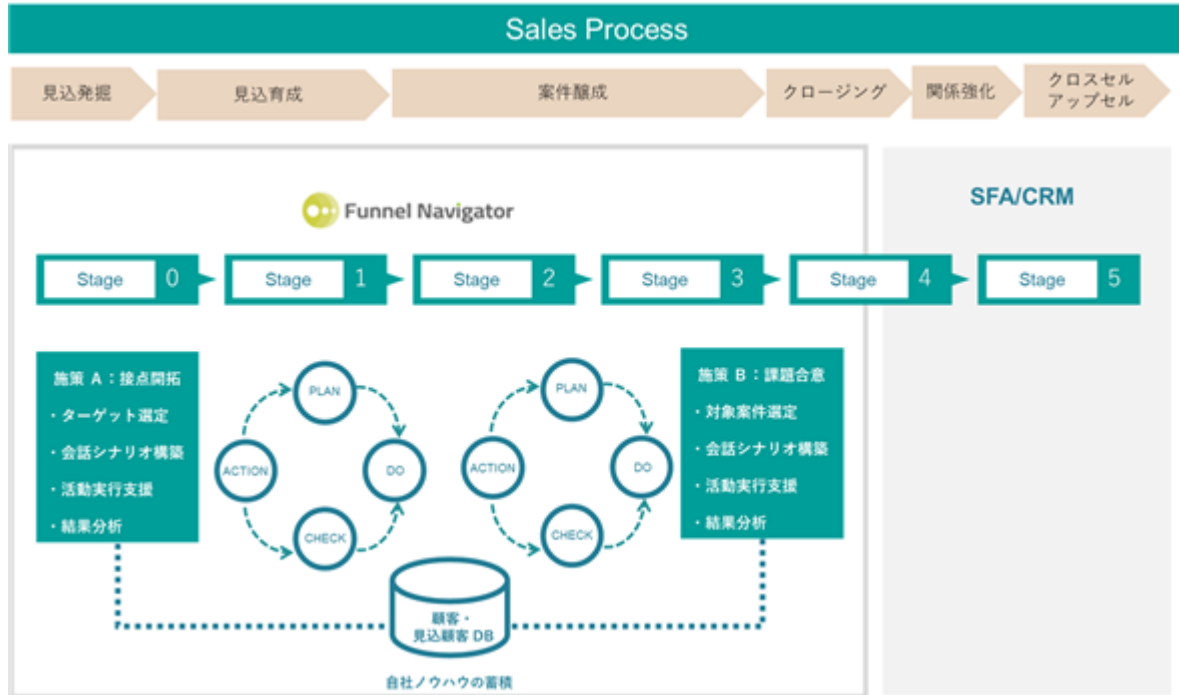 Sales Process
見込発掘
見込育成
案件醸成
クロージング
関係強化
クロスセル
アップセル
Funnel Navigator
SFA/CRM
Stage 0
Stage 1
Stage 2
Stage 3
Stage 4
Stage 5
施策 A:接点開拓
・ターゲット選定
・会話シナリオ構築
・活動実行支援
・結果分析
PLAN
ACTION
DO
CHECK
PLAN
ACTION
DO
CHECK
施策 B:課題合意
・対象案件選定
・会話シナリオ構築
・活動実行支援
・結果分析
顧客・
見込顧客 DB
自社ノウハウの蓄積